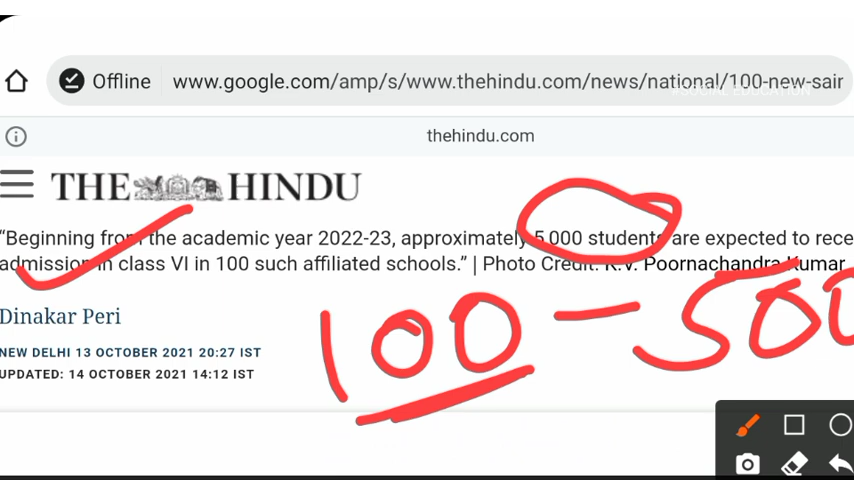 Offline www.google.com/amp/s/www.thehindu.com/news/national/100-new-sair
#SOCIAL EDUCATION
thehindu.com
THE HINDU
“Beginning from the academic year 2022-23, approximately 5,000 students are expected to rece
admission in class VI in 100 such affiliated schools.” | Photo Credit: K.V. Poornachandra Kumar
Dinakar Peri
100 - 500
NEW DELHI 13 OCTOBER 2021 20:27 IST
UPDATED: 14 OCTOBER 2021 14:12 IST